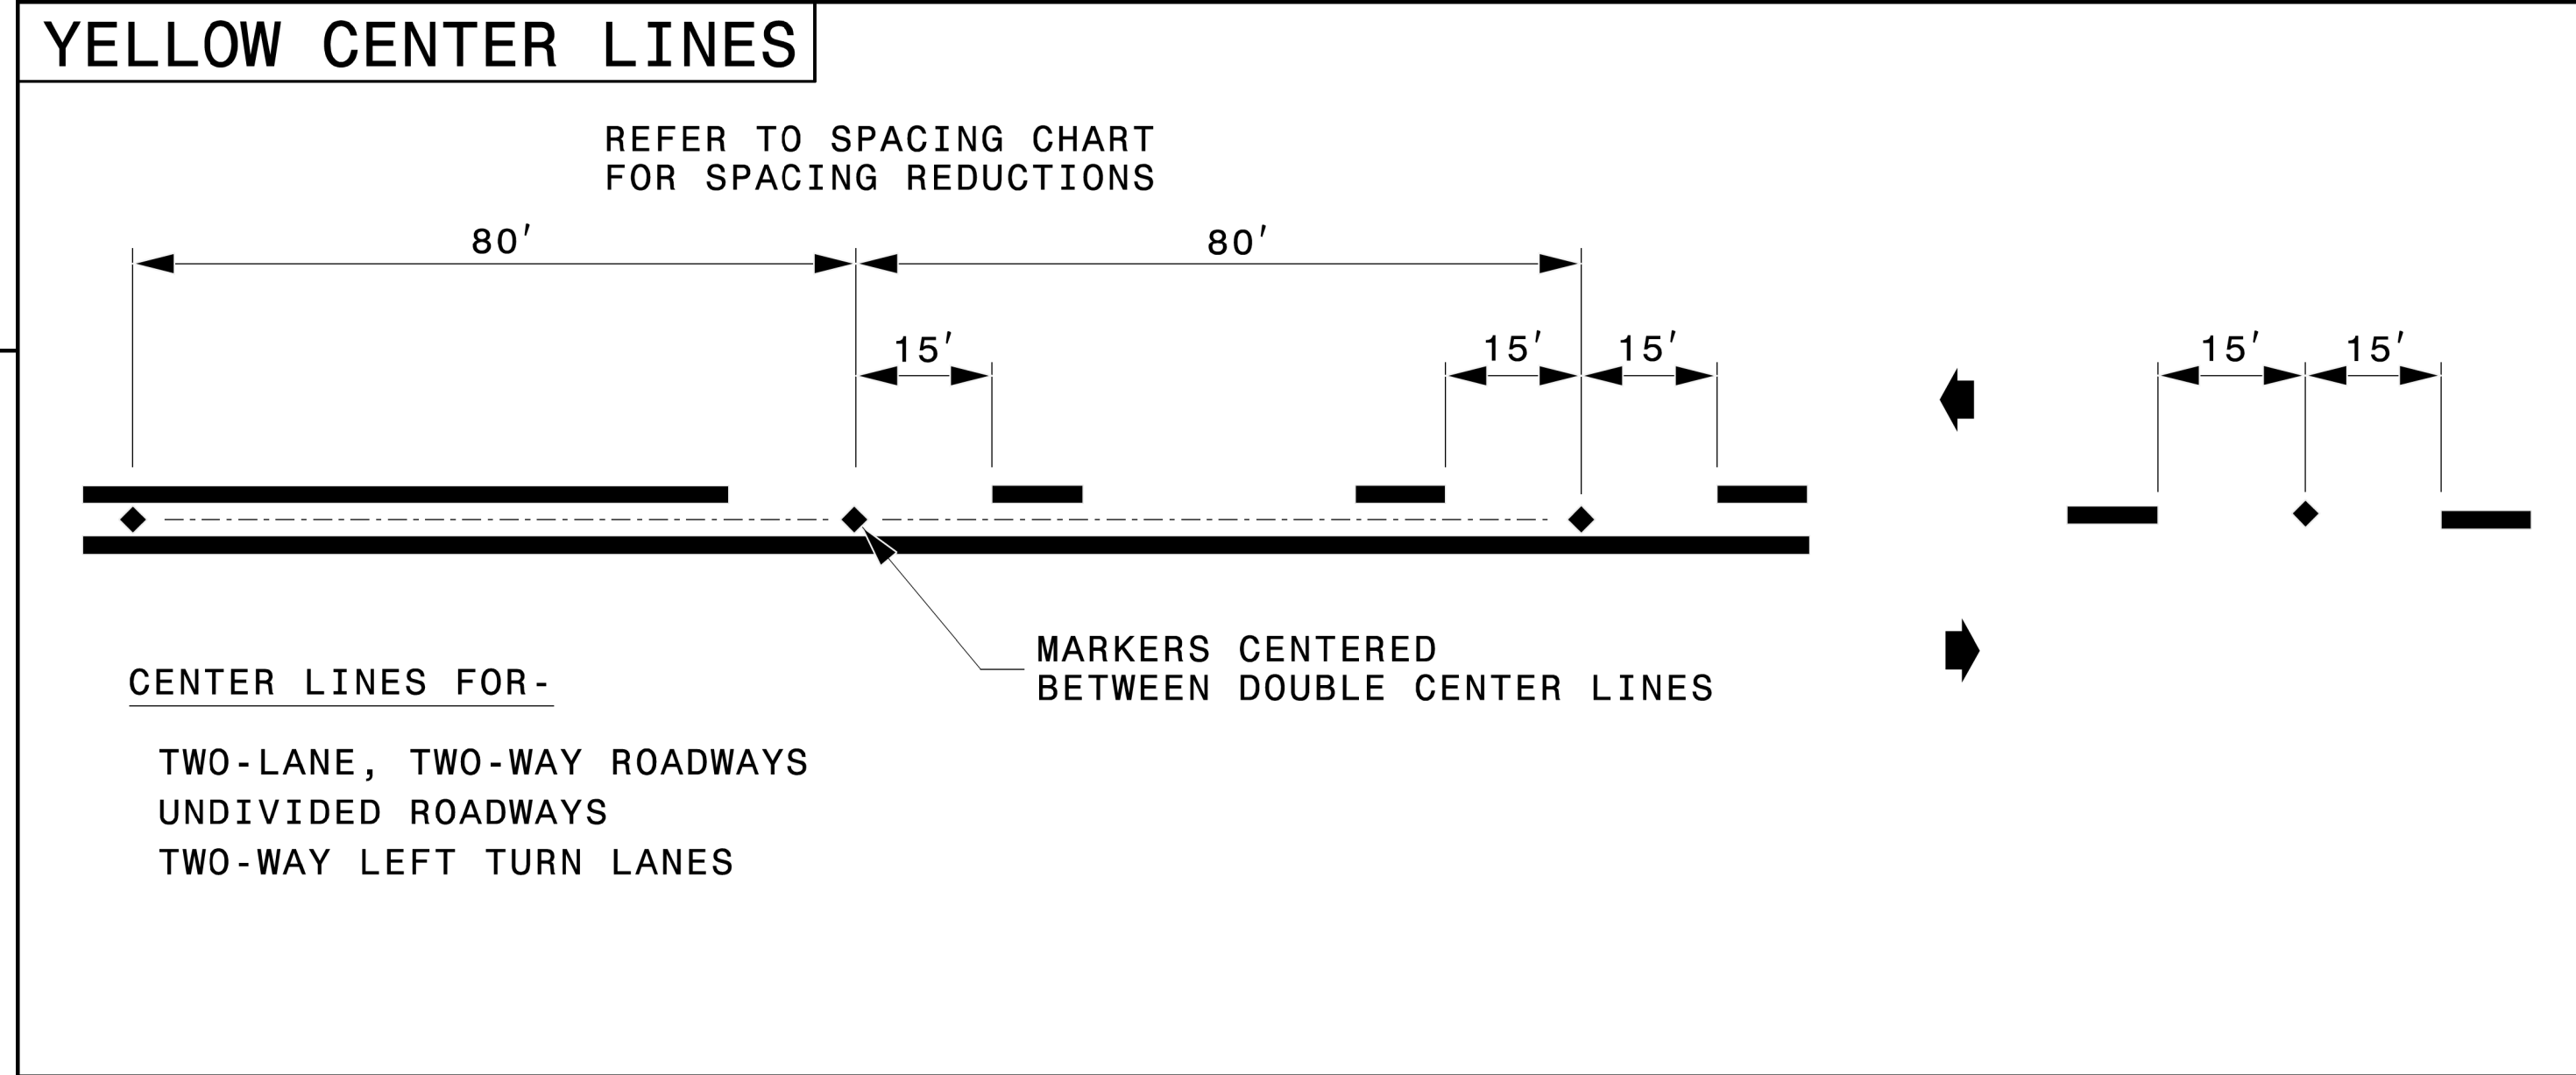 YELLOW CENTER LINES
REFER TO SPACING CHART
FOR SPACING REDUCTIONS
80'
80'
15'
15'
15'
15'
15'
MARKERS CENTERED
BETWEEN DOUBLE CENTER LINES
CENTER LINES FOR-
TWO-LANE, TWO-WAY ROADWAYS
UNDIVIDED ROADWAYS
TWO-WAY LEFT TURN LANES